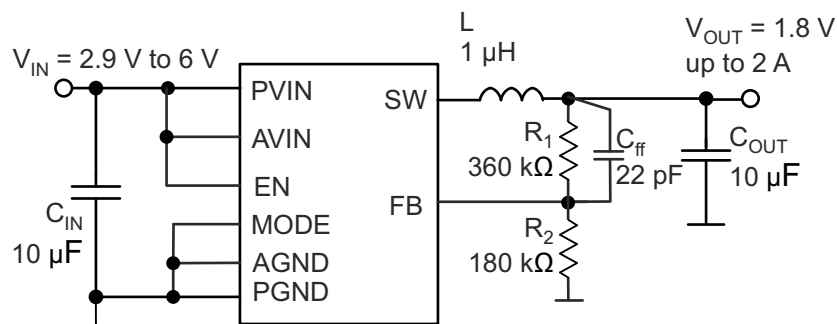 L
1 µH
V_OUT = 1.8 V
up to 2 A
V_IN = 2.9 V to 6 V
PVIN
SW
AVIN
EN
FB
MODE
AGND
PGND
R_1
360 kΩ
C_ff
22 pF
C_OUT
10 µF
R_2
180 kΩ
C_IN
10 µF